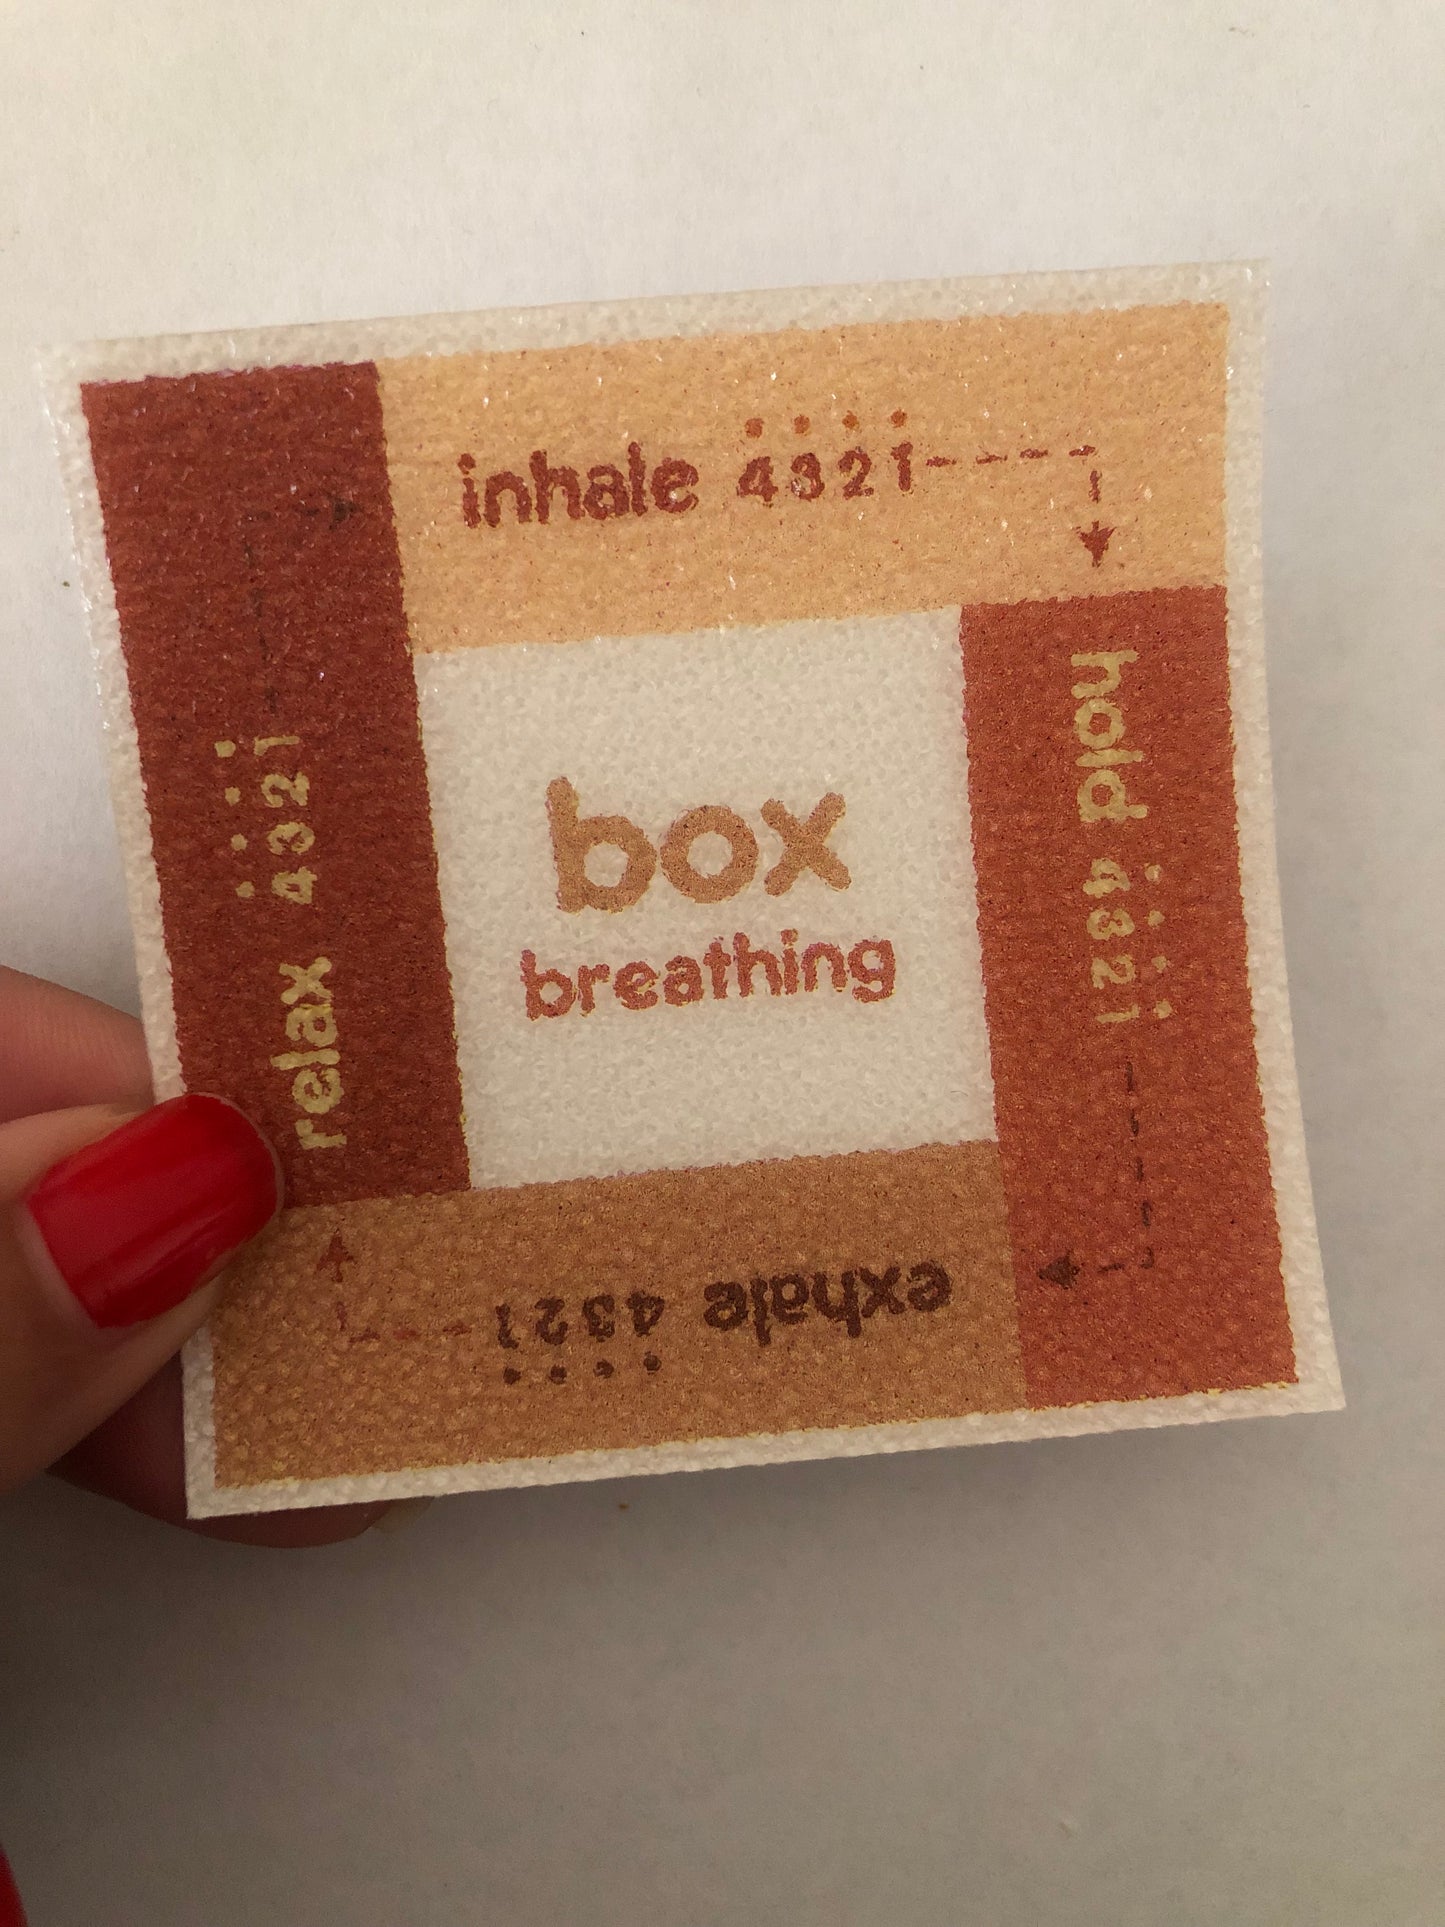 inhale 4321
hold 4321
exhale 4321
relax 4321
box
breathing